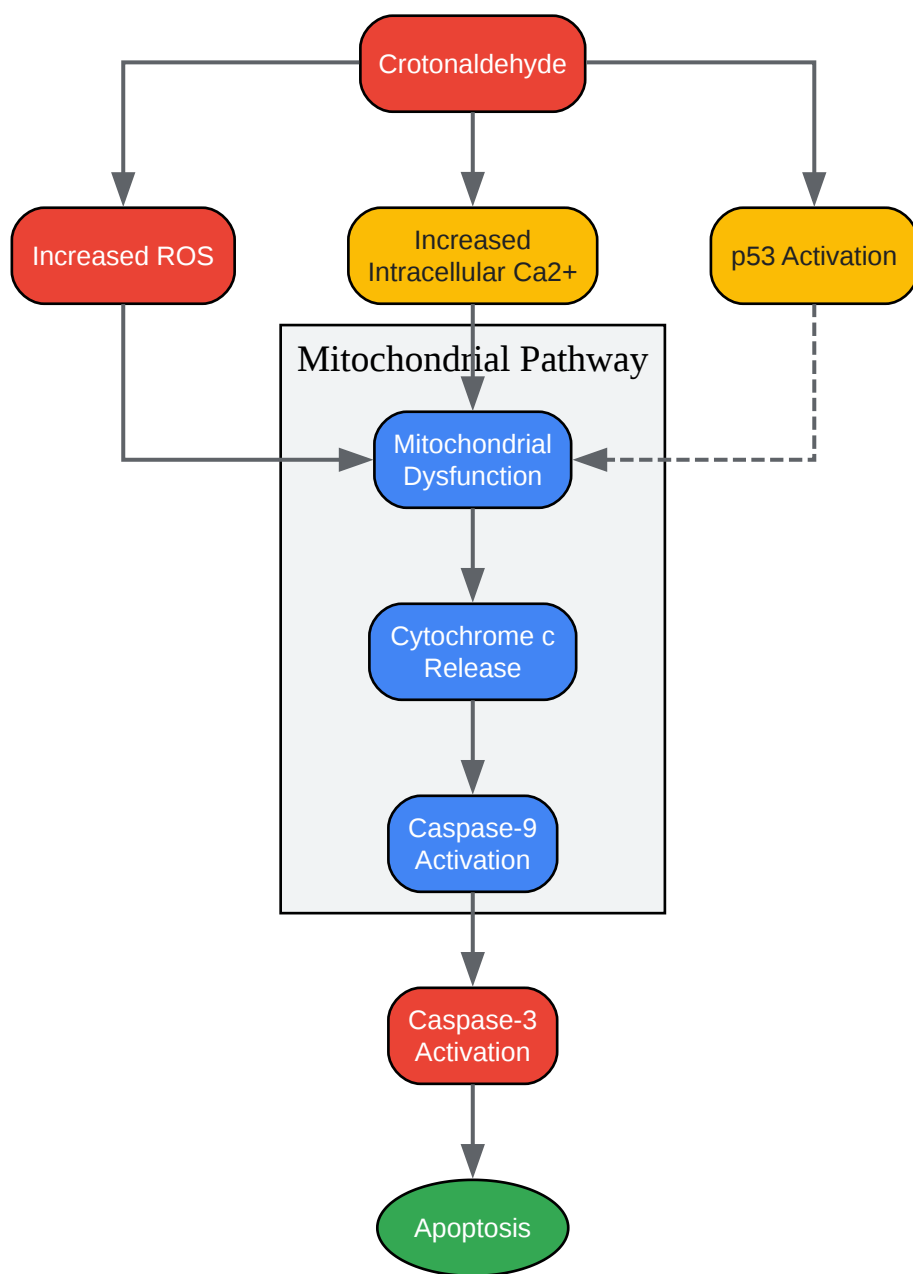 Crotonaldehyde
Increased ROS
Increased
Intracellular Ca2+
p53 Activation
Mitochondrial Pathway
Mitochondrial
Dysfunction
Cytochrome c
Release
Caspase-9
Activation
Caspase-3
Activation
Apoptosis